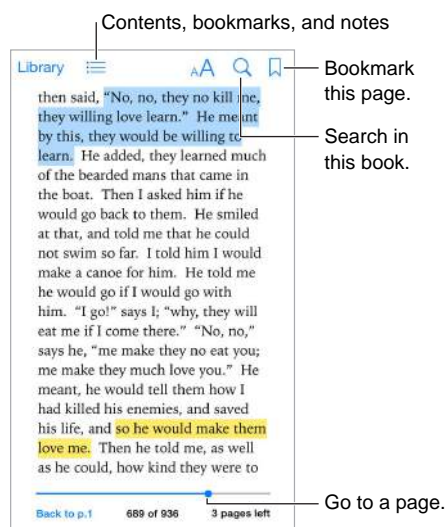 Contents, bookmarks, and notes
Library
AA
Bookmark
this page.
Search in
this book.
then said, “No, no, they no kill me,
they willing love learn.” He meant
by this, they would be willing to
learn. He added, they learned much
of the bearded mans that came in
the boat. Then I asked him if he
would go back to them. He smiled
at that, and told me that he could
not swim so far. I told him I would
make a canoe for him. He told me
he would go if I would go with
him. “I go!” says I; “why, they will
eat me if I come there.” “No, no,”
says he, “me make they no eat you;
me make they much love you.” He
meant, he would tell them how I
had killed his enemies, and saved
his life, and so he would make them
love me. Then he told me, as well
as he could, how kind they were to
Go to a page.
Back to p.1 689 of 936 3 pages left